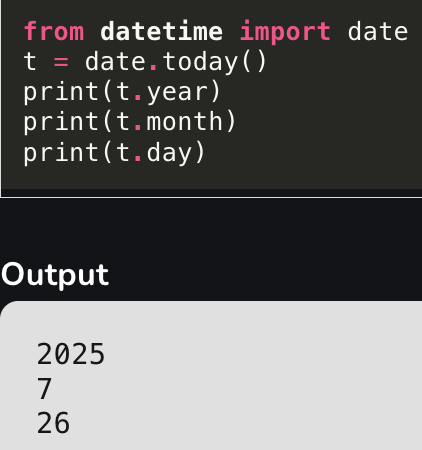 from datetime import date
t = date.today()
print(t.year)
print(t.month)
print(t.day)
Output
2025
7
26